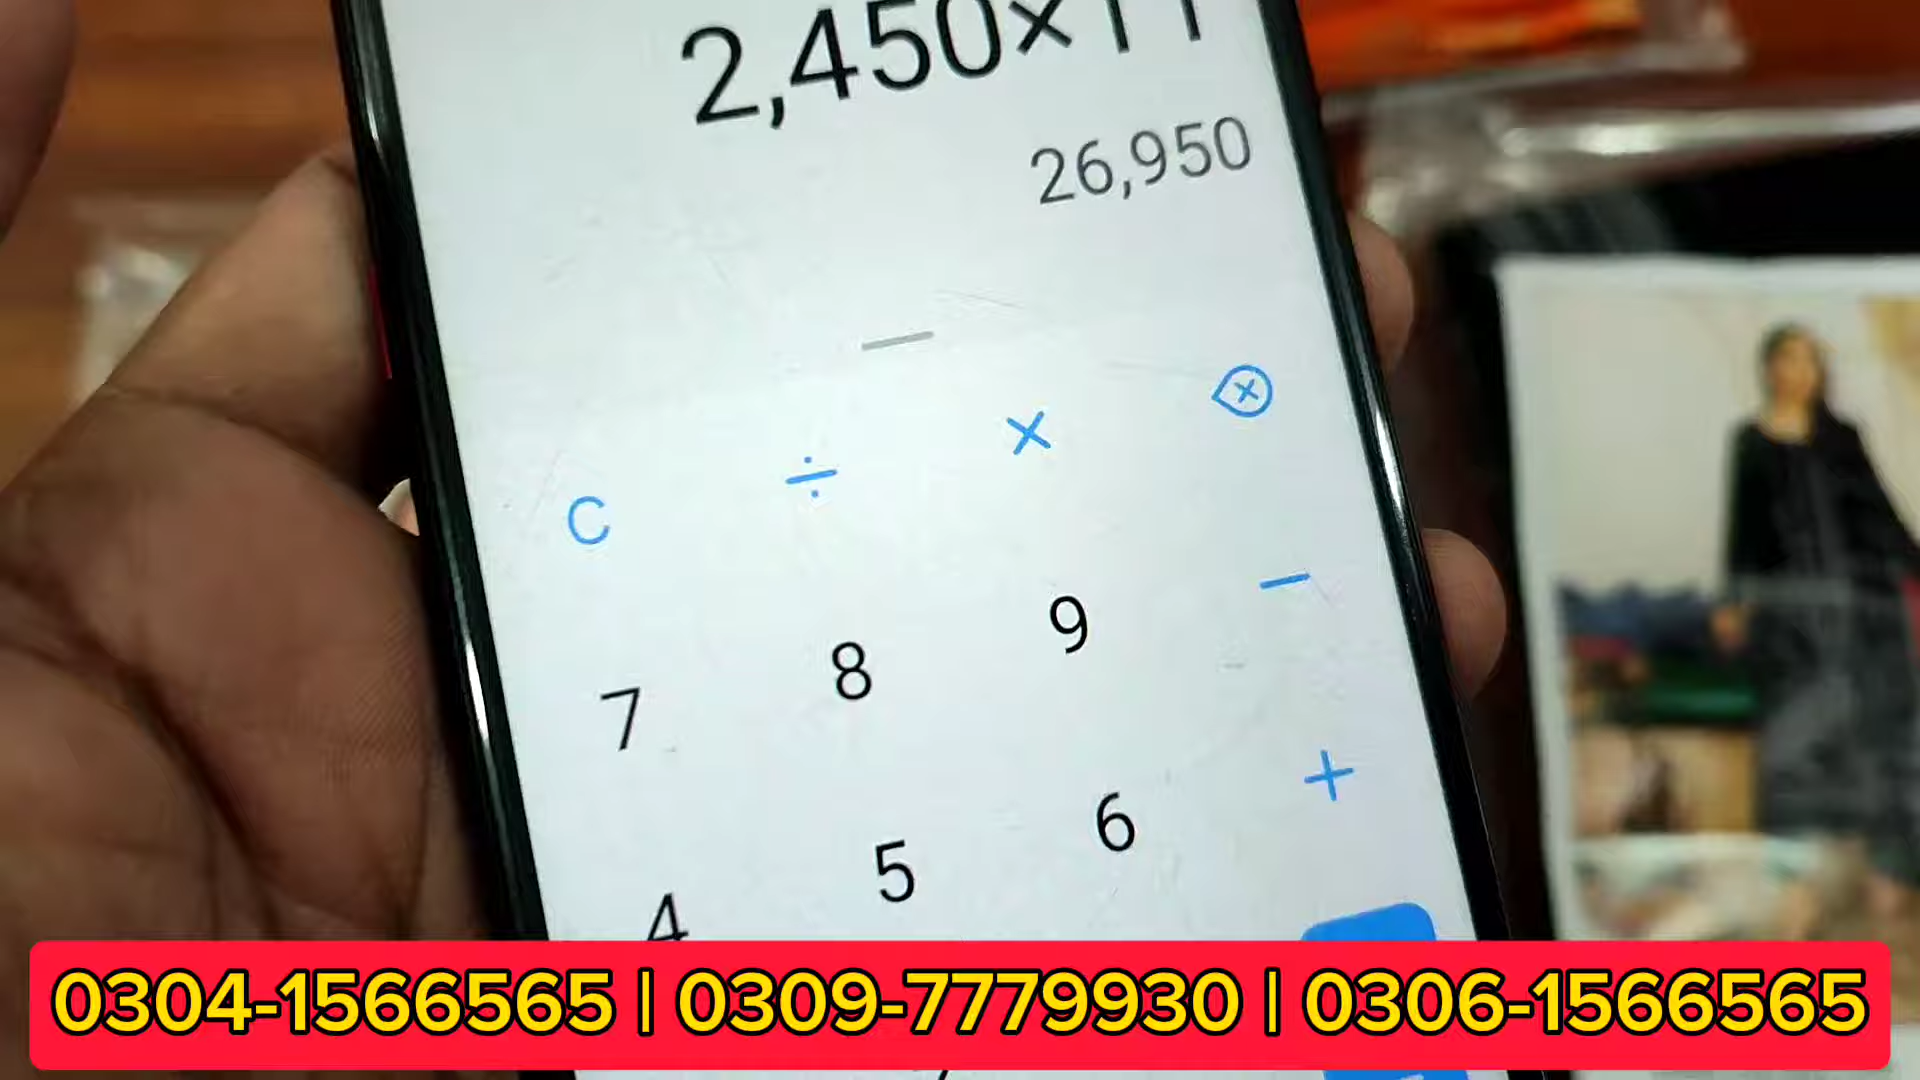 2,450×11
26,950
C ÷ ×
7 8 9 −
4 5 6 +
0304-1566565 | 0309-7779930 | 0306-1566565